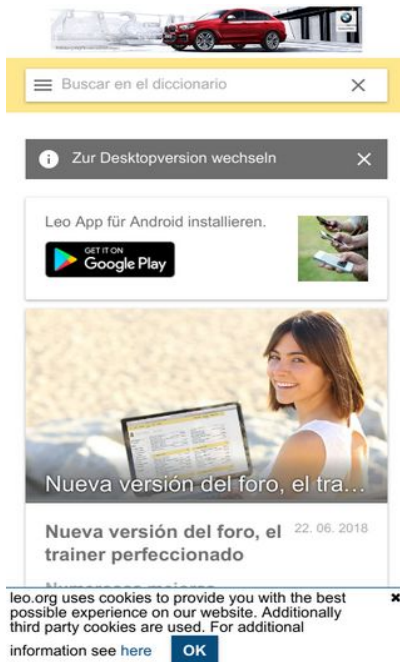 Buscar en el diccionario
Zur Desktopversion wechseln
Leo App für Android installieren.
GET IT ON
Google Play
Nueva versión del foro, el tra...
Nueva versión del foro, el
22. 06. 2018
trainer perfeccionado
leo.org uses cookies to provide you with the best
possible experience on our website. Additionally
third party cookies are used. For additional
information see here
OK